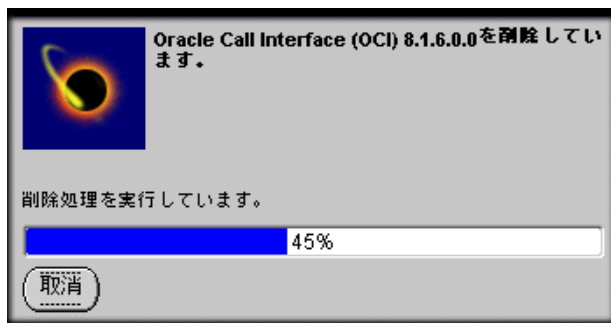 Oracle Call Interface (OCI) 8.1.6.0.0を削除してい
ます。
削除処理を実行しています。
45%
取消